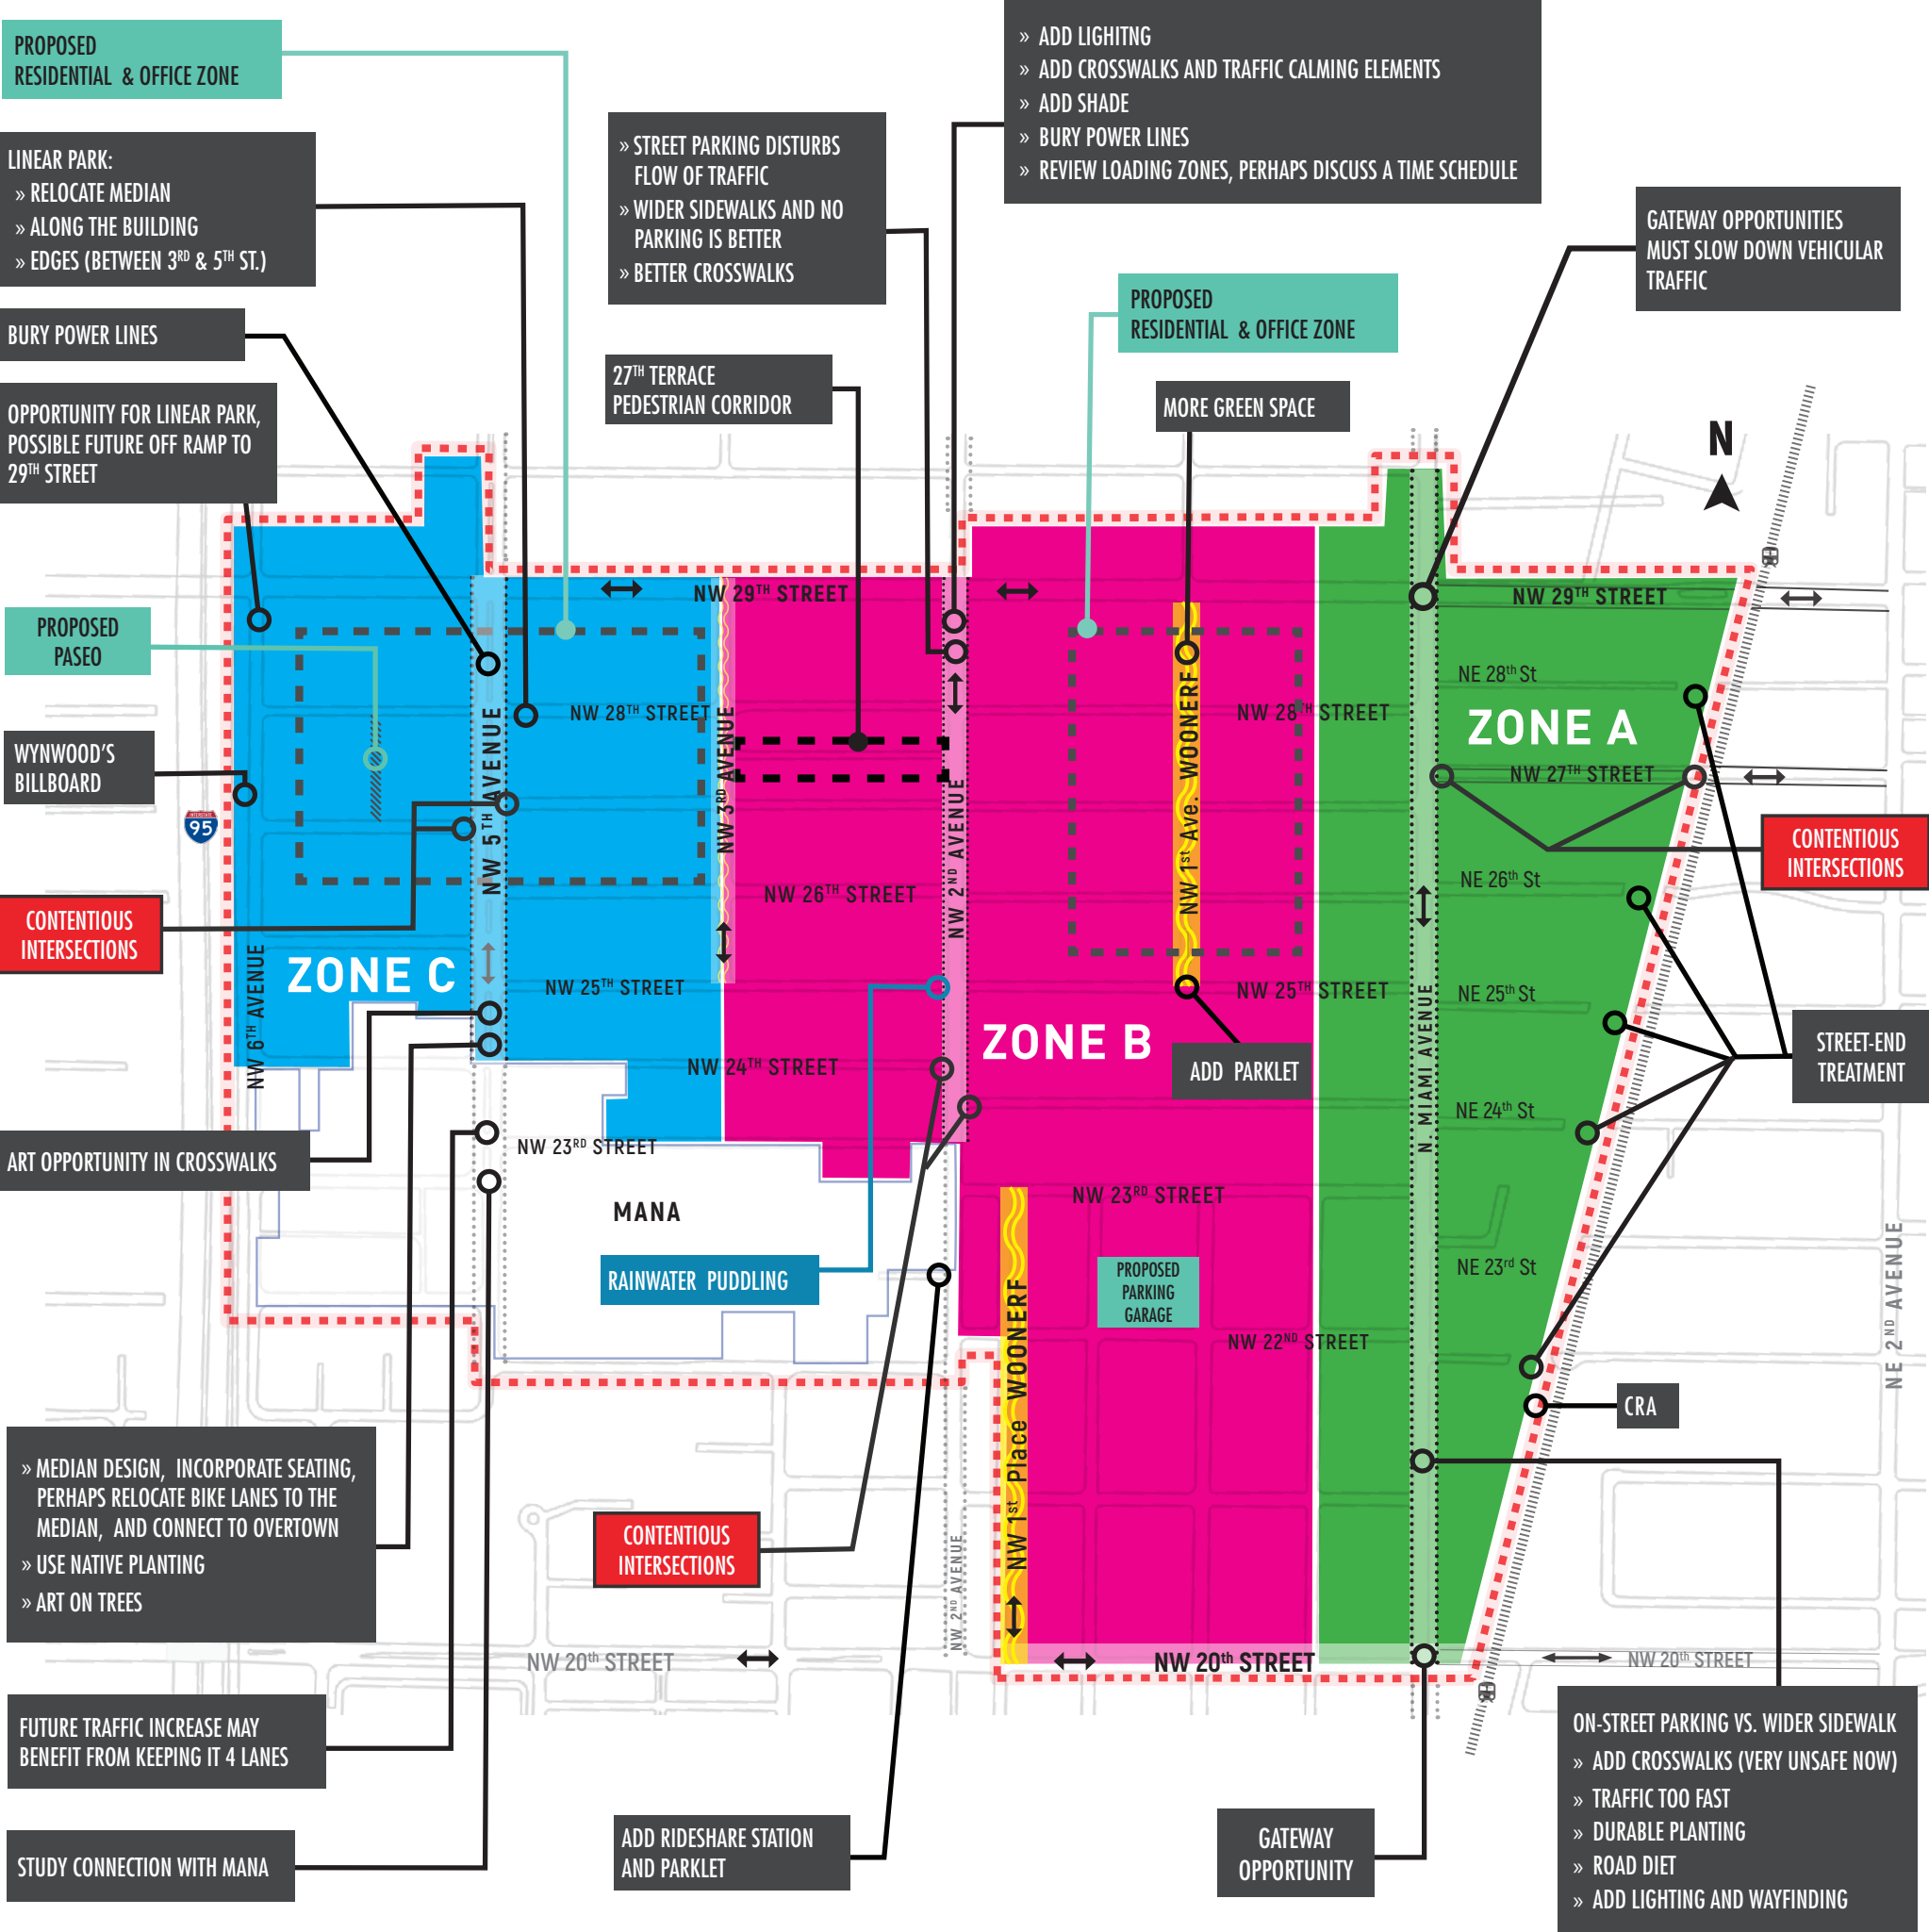 PROPOSED
RESIDENTIAL & OFFICE ZONE
LINEAR PARK:
» RELOCATE MEDIAN
» ALONG THE BUILDING
» EDGES (BETWEEN 3RD & 5TH ST.)
BURY POWER LINES
OPPORTUNITY FOR LINEAR PARK,
POSSIBLE FUTURE OFF RAMP TO
29TH STREET
PROPOSED
PASEO
WYNWOOD'S
BILLBOARD
INTERSTATE
95
CONTENTIOUS
INTERSECTIONS
» STREET PARKING DISTURBS
FLOW OF TRAFFIC
» WIDER SIDEWALKS AND NO
PARKING IS BETTER
» BETTER CROSSWALKS
27TH TERRACE
PEDESTRIAN CORRIDOR
» ADD LIGHITNG
» ADD CROSSWALKS AND TRAFFIC CALMING ELEMENTS
» ADD SHADE
» BURY POWER LINES
» REVIEW LOADING ZONES, PERHAPS DISCUSS A TIME SCHEDULE
PROPOSED
RESIDENTIAL & OFFICE ZONE
MORE GREEN SPACE
GATEWAY OPPORTUNITIES
MUST SLOW DOWN VEHICULAR
TRAFFIC
N
NW 29TH STREET
NW 29TH STREET
NE 28th St
ZONE A
NW 28TH STREET
NW 28TH STREET
NW 27TH STREET
CONTENTIOUS
INTERSECTIONS
NW 5TH AVENUE
NW 3RD AVENUE
NW 2ND AVENUE
NW 1st Ave. WOONERF
NW 26TH STREET
NE 26th St
ZONE C
NW 6TH AVENUE
NW 25TH STREET
NW 25TH STREET
NE 25th St
ZONE B
N. MIAMI AVENUE
NW 24TH STREET
ADD PARKLET
STREET-END
TREATMENT
NE 24th St
ART OPPORTUNITY IN CROSSWALKS
NW 23RD STREET
MANA
NW 23RD STREET
RAINWATER PUDDLING
PROPOSED
PARKING
GARAGE
NE 23rd St
NE 2ND AVENUE
NW 22ND STREET
NW 1st Place WOONERF
CRA
» MEDIAN DESIGN, INCORPORATE SEATING,
PERHAPS RELOCATE BIKE LANES TO THE
MEDIAN, AND CONNECT TO OVERTOWN
» USE NATIVE PLANTING
» ART ON TREES
CONTENTIOUS
INTERSECTIONS
NW 2ND AVENUE
NW 20th STREET
NW 20th STREET
NW 20th STREET
FUTURE TRAFFIC INCREASE MAY
BENEFIT FROM KEEPING IT 4 LANES
STUDY CONNECTION WITH MANA
ADD RIDESHARE STATION
AND PARKLET
GATEWAY
OPPORTUNITY
ON-STREET PARKING VS. WIDER SIDEWALK
» ADD CROSSWALKS (VERY UNSAFE NOW)
» TRAFFIC TOO FAST
» DURABLE PLANTING
» ROAD DIET
» ADD LIGHTING AND WAYFINDING